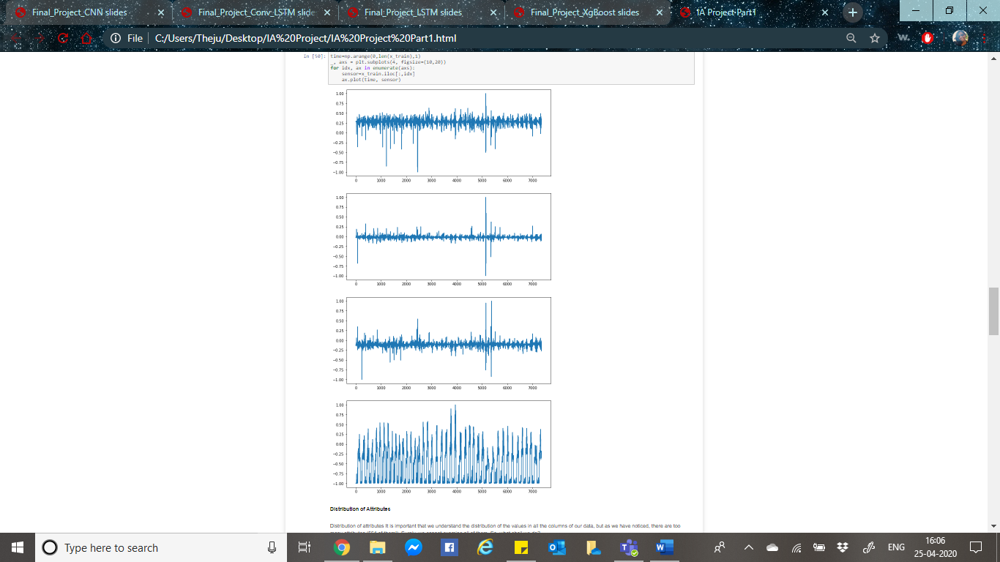 Final_Project_CNN slides
Final_Project_Conv_LSTM slide
Final_Project_LSTM slides
Final_Project_XgBoost slides
IA Project Part1
File
C:/Users/Theju/Desktop/IA%20Project/IA%20Project%20Part1.html
W.
In [50]:
time=np.arange(0,len(x_train),1)
_, axs = plt.subplots(4, figsize=(10,20))
for idx, ax in enumerate(axs):
sensor=x_train.iloc[:,idx]
ax.plot(time, sensor)
1.00
0.75
0.50
0.25
0.00
−0.25
−0.50
−0.75
−1.00
0 1000 2000 3000 4000 5000 6000 7000
1.00
0.75
0.50
0.25
0.00
−0.25
−0.50
−0.75
−1.00
0 1000 2000 3000 4000 5000 6000 7000
1.00
0.75
0.50
0.25
0.00
−0.25
−0.50
−0.75
−1.00
0 1000 2000 3000 4000 5000 6000 7000
1.00
0.75
0.50
0.25
0.00
−0.25
−0.50
−0.75
−1.00
0 1000 2000 3000 4000 5000 6000 7000
Distribution of Attributes
Distribution of attributes It is important that we understand the distribution of the values in all the columns of our data, but as we have noticed, there are too
Type here to search
ENG
16:06
25-04-2020